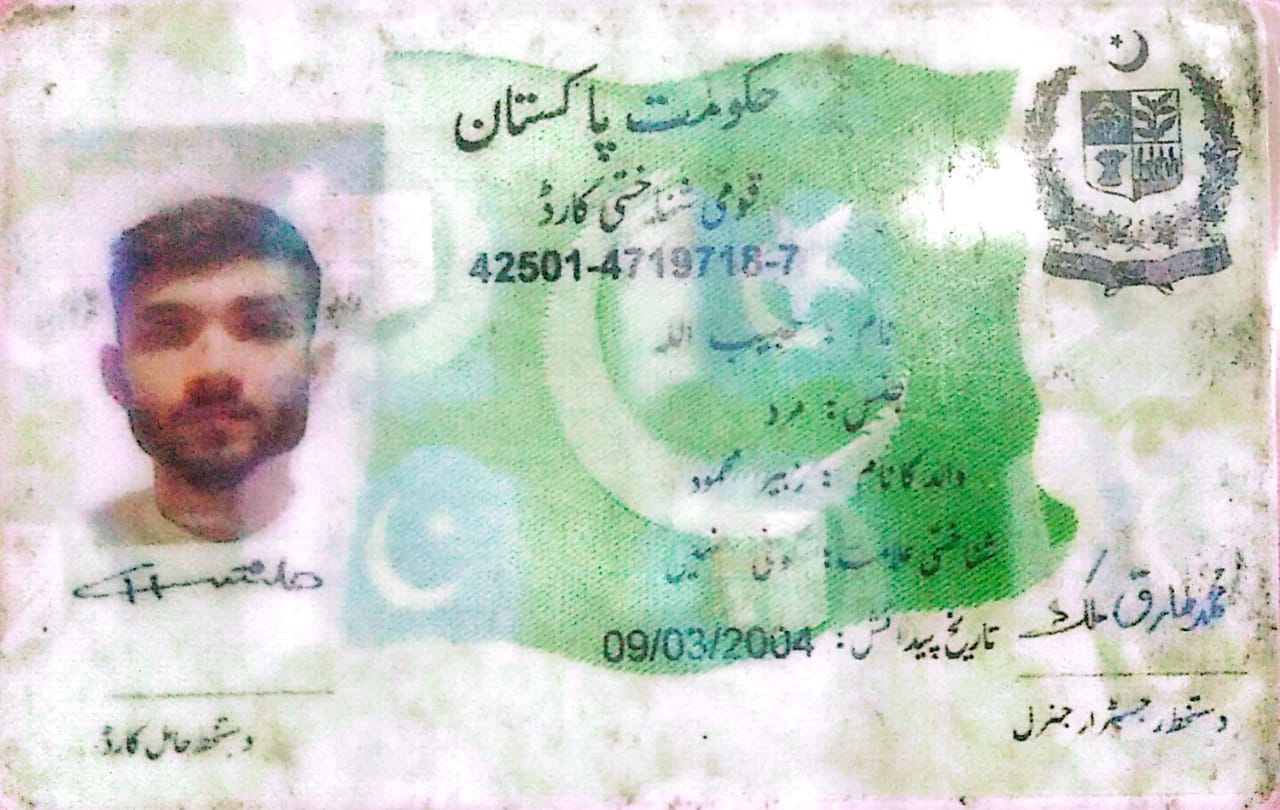 حکومت پاکستان
قومی شناختی کارڈ
42501-4719718-7
نام : حبیب اللہ
جنس: مرد
والد کا نام : زبیر محمود
شناختی علامت: کوئی نہیں
تاریخ پیدائش: 09/03/2004
محمد طارق ملک
دستخط رجسٹرار جنرل
دستخط حامل کارڈ